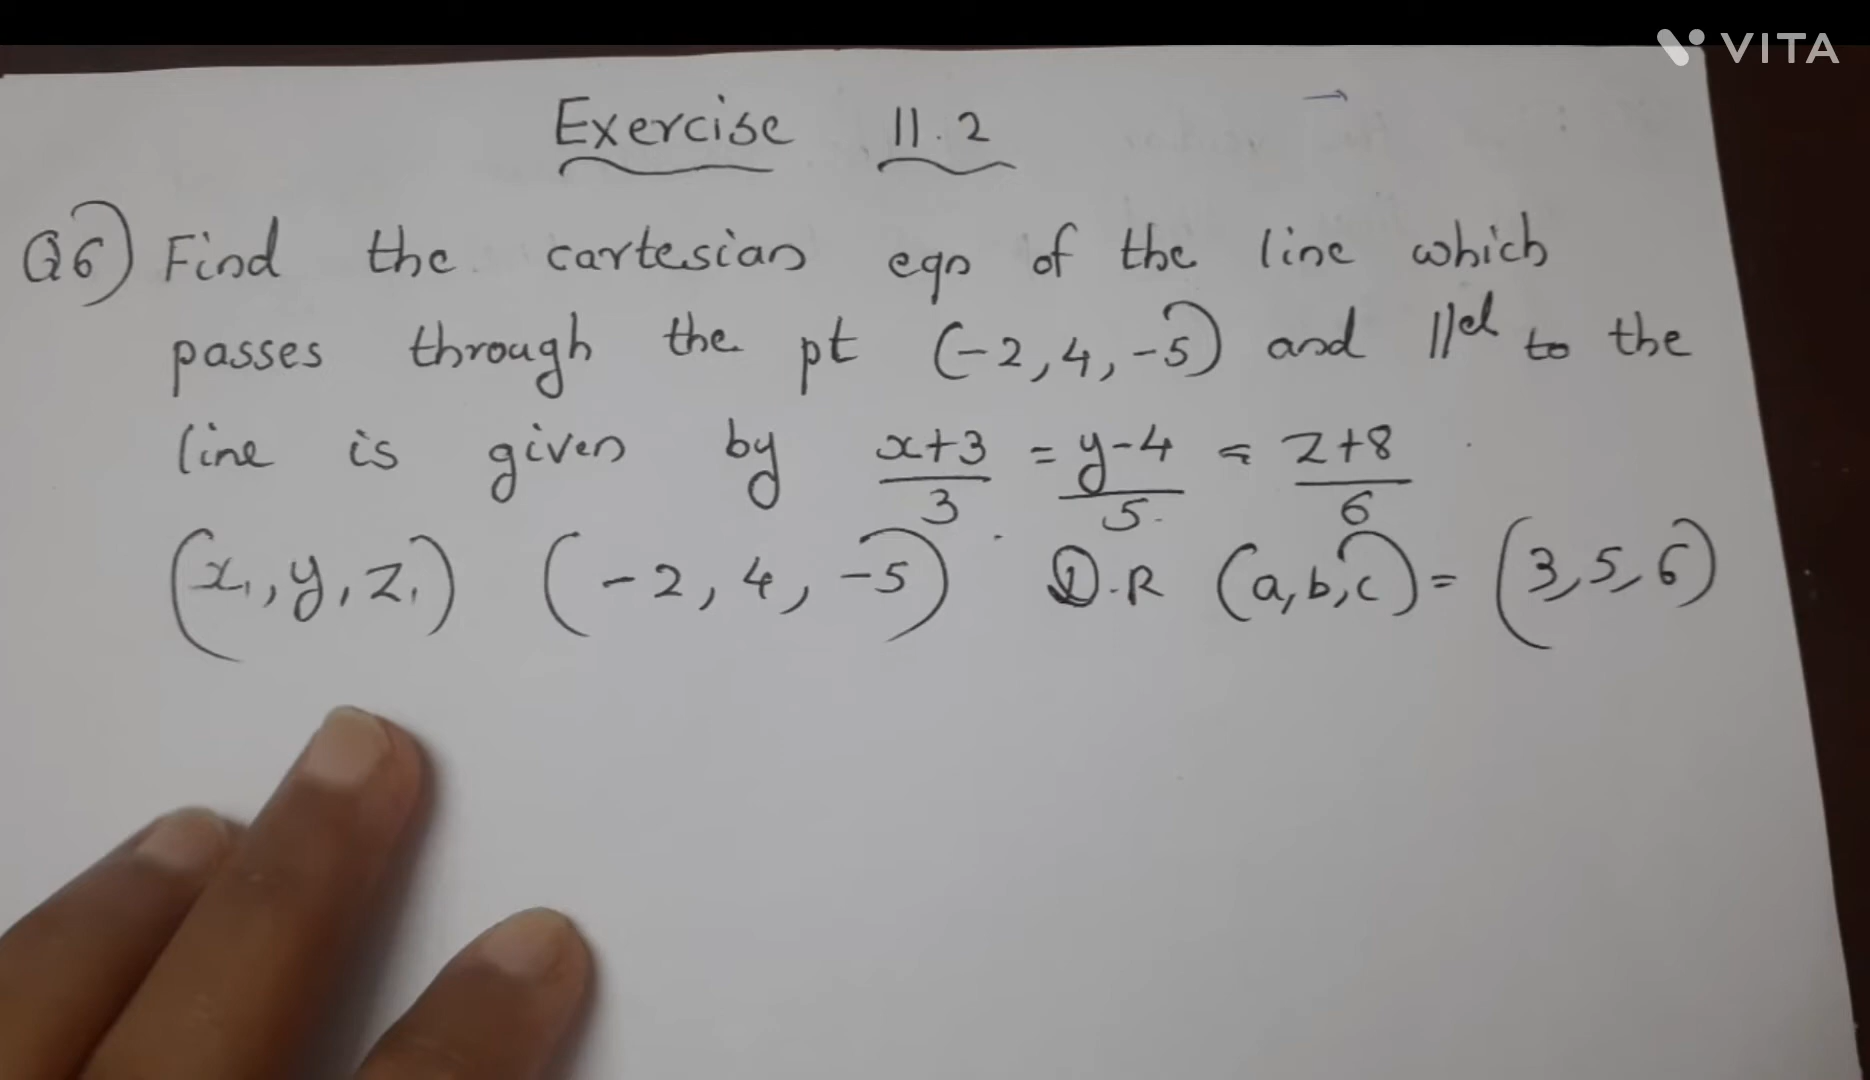 VITA
Exercise 11.2
Q6) Find the cartesian eqn of the line which
passes through the pt (-2, 4, -5) and ||el to the
line is given by x+3/3 = y-4/5 = z+8/6
(x₁, y₁, z₁) (-2, 4, -5) D.R (a, b, c) = (3, 5, 6)